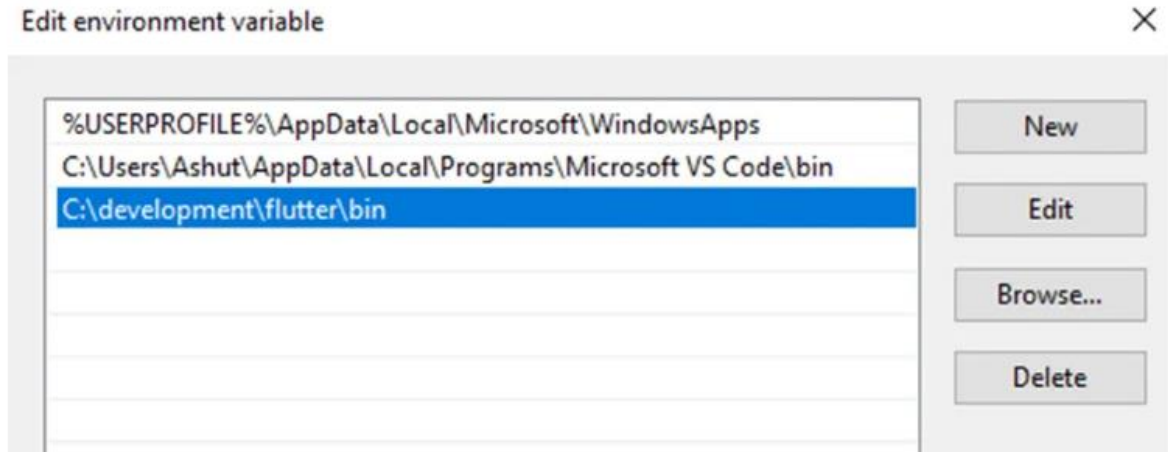 Edit environment variable
%USERPROFILE%\AppData\Local\Microsoft\WindowsApps
New
C:\Users\Ashut\AppData\Local\Programs\Microsoft VS Code\bin
C:\development\flutter\bin
Edit
Browse...
Delete